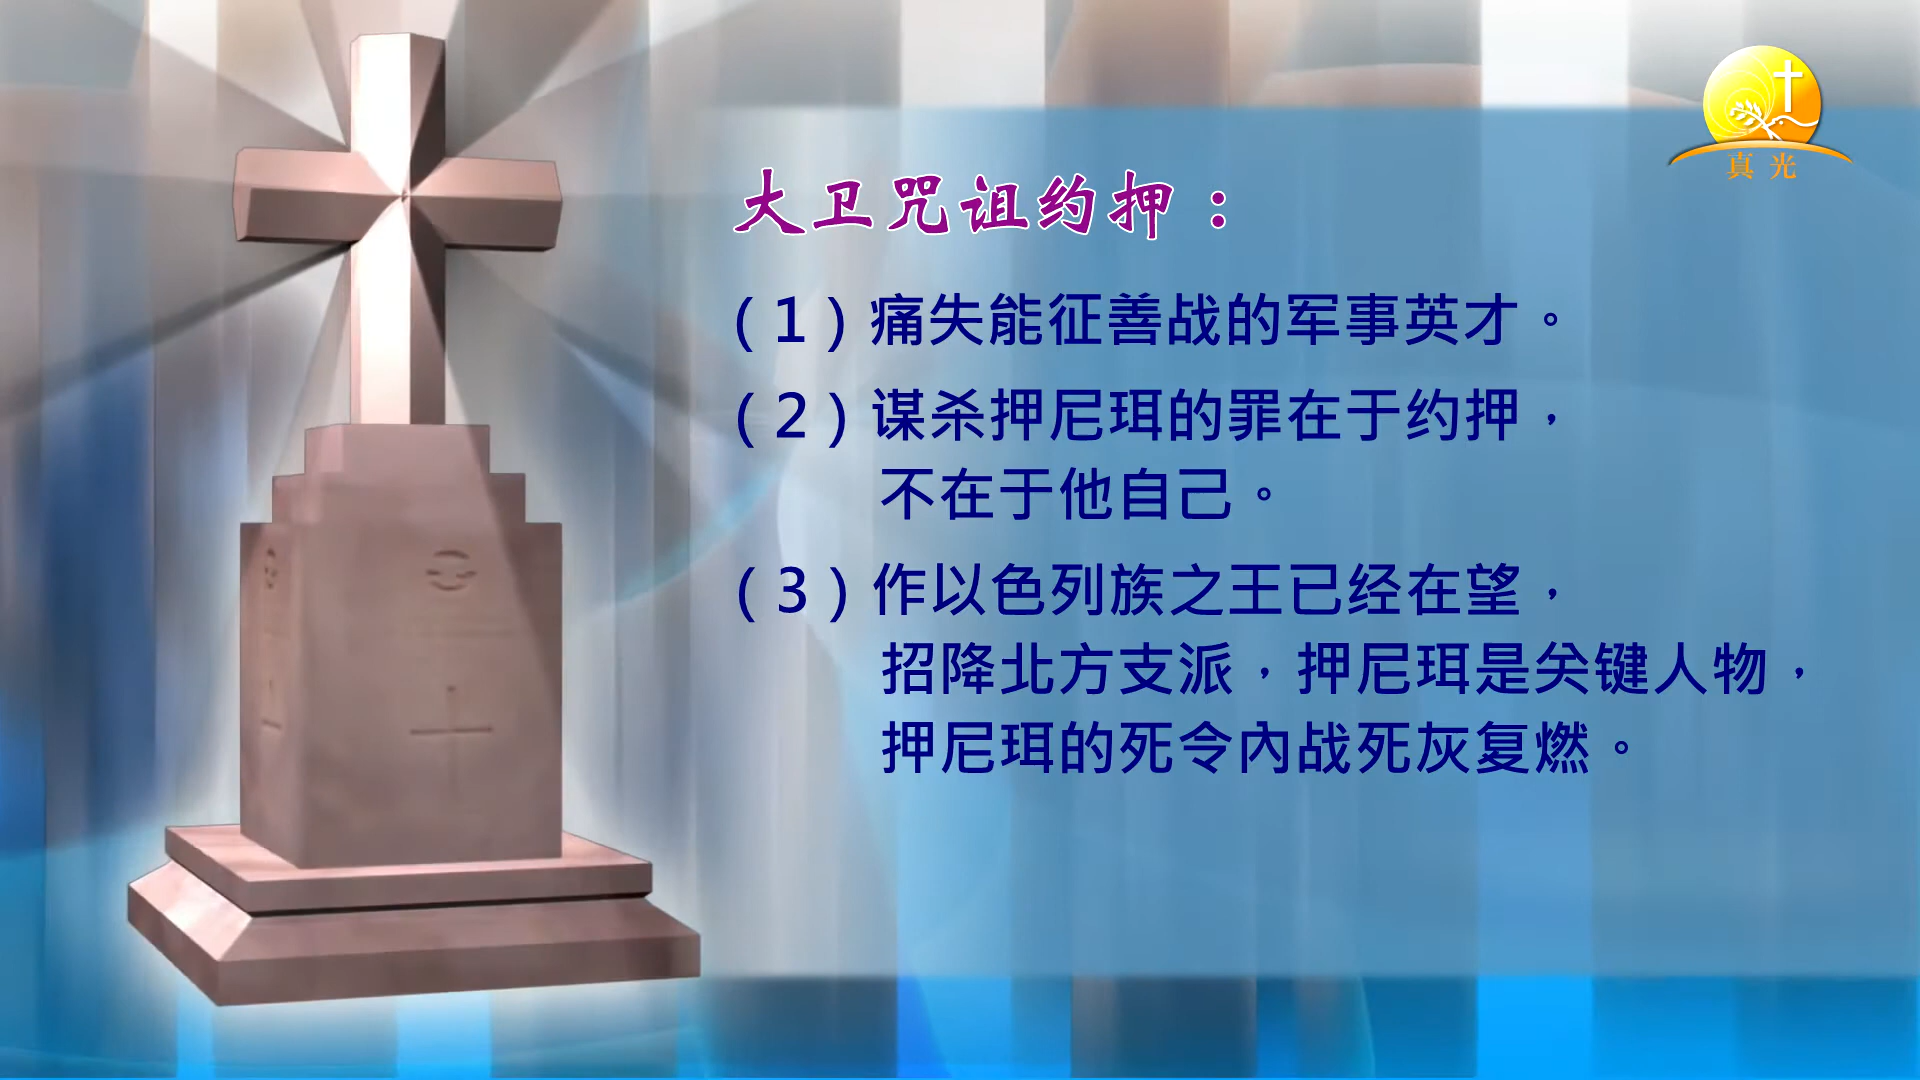 真光
大卫咒诅约押：
（1）痛失能征善战的军事英才。
（2）谋杀押尼珥的罪在于约押，
不在于他自己。
（3）作以色列族之王已经在望，
招降北方支派，押尼珥是关键人物，
押尼珥的死令內战死灰复燃。